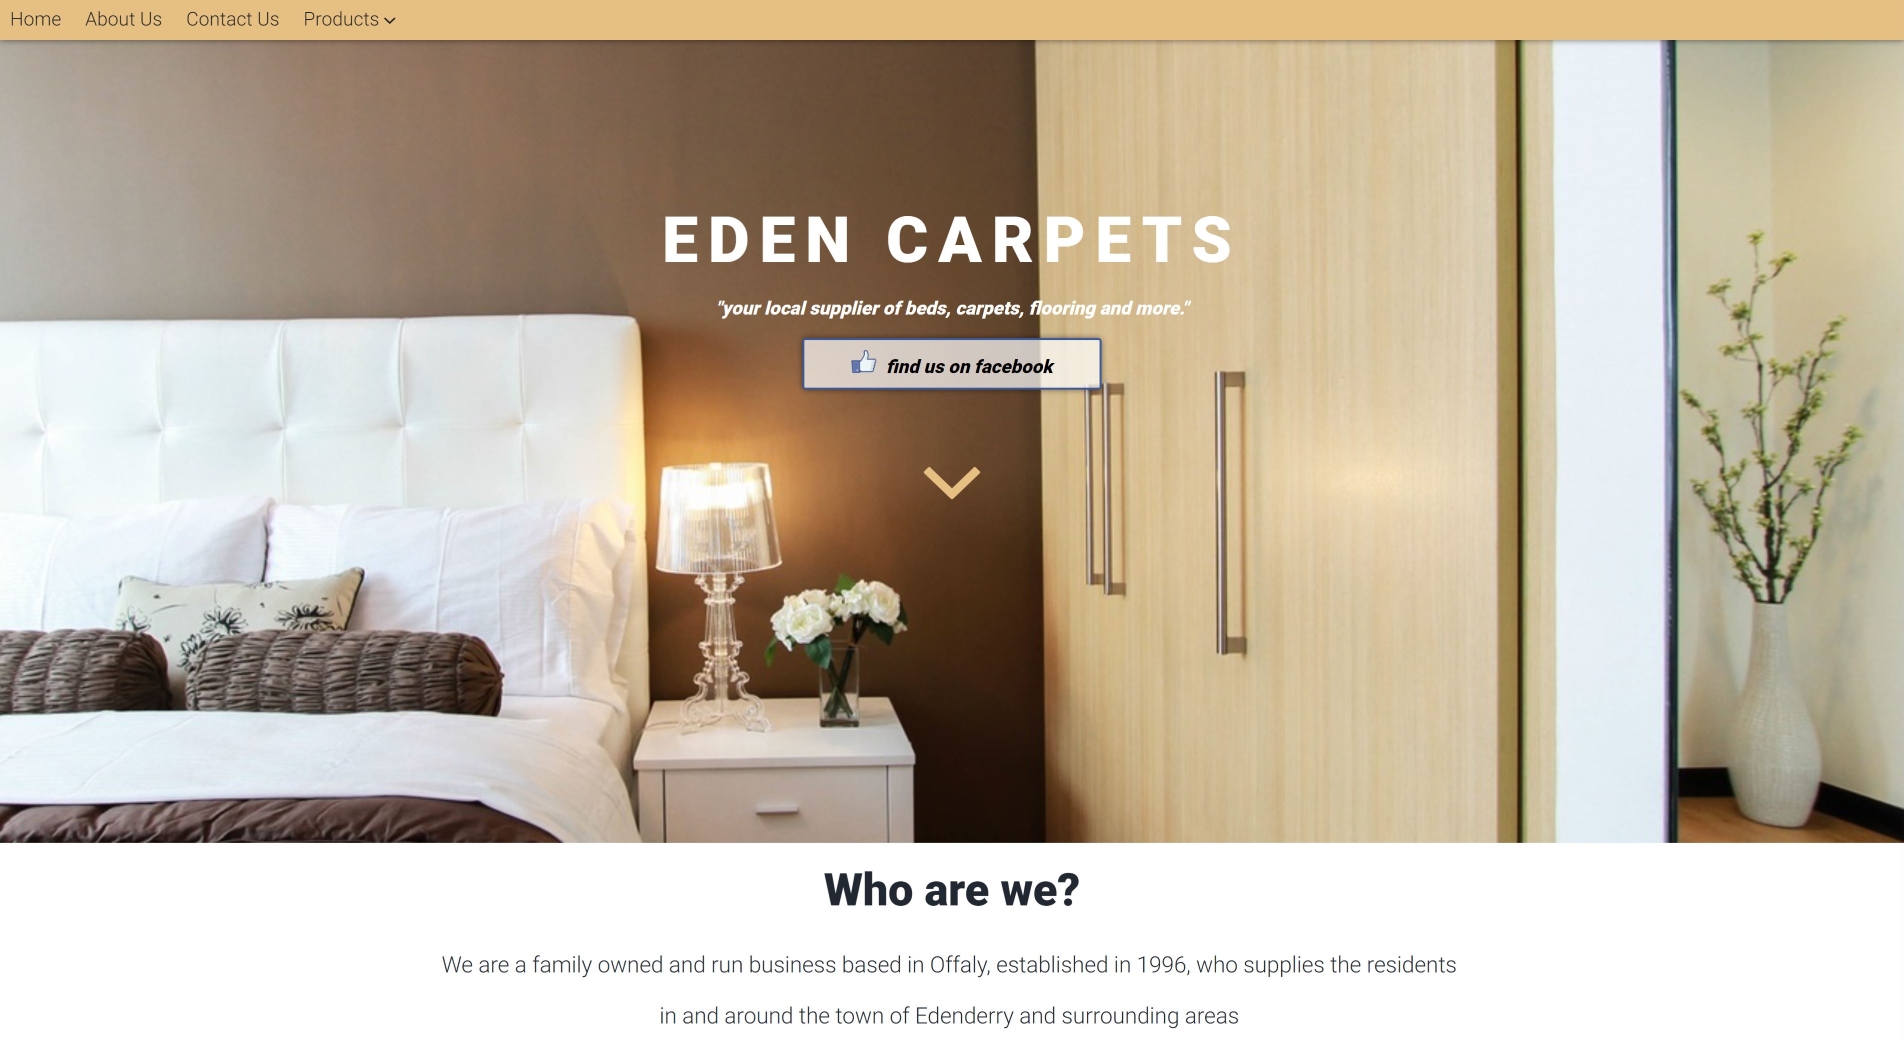 Home About Us Contact Us Products
EDEN CARPETS
"your local supplier of beds, carpets, flooring and more."
find us on facebook
Who are we?
We are a family owned and run business based in Offaly, established in 1996, who supplies the residents
in and around the town of Edenderry and surrounding areas